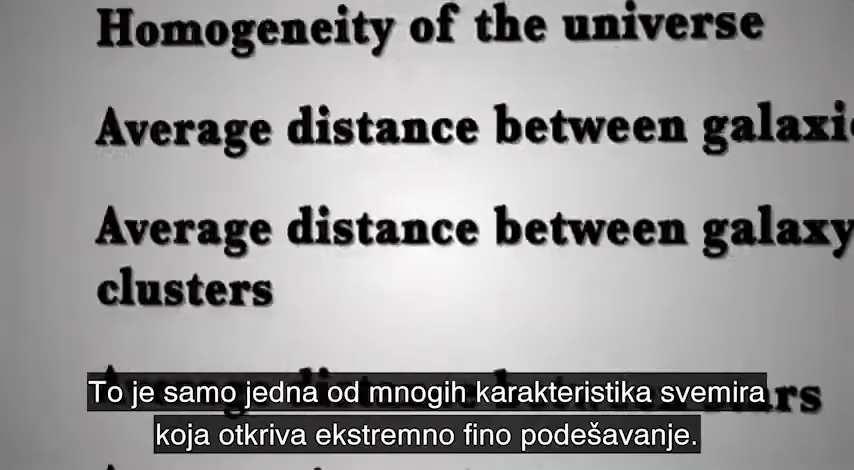 Homogeneity of the universe
Average distance between
Average distance between galaxy
clusters
To je samo jedna od mnogih karakteristika svemira
koja otkriva ekstremno fino podešavanje.